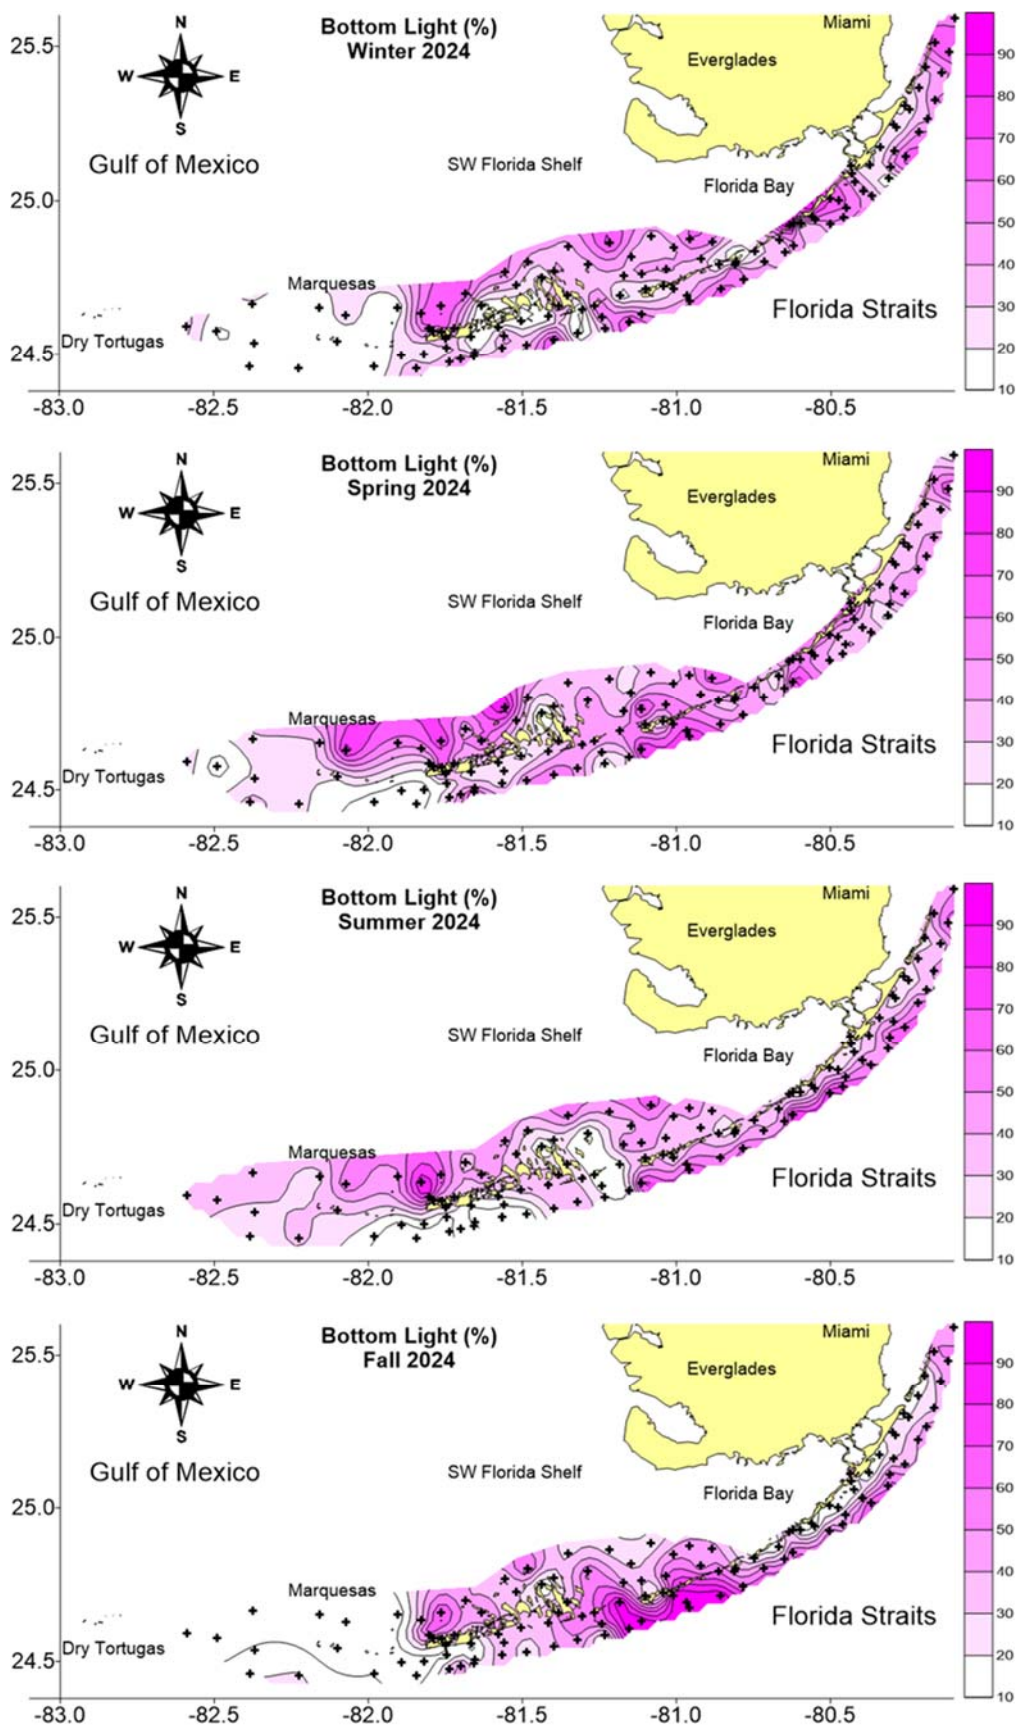 Bottom Light (%)
Winter 2024
N
W E
S
Gulf of Mexico
Miami
Everglades
SW Florida Shelf
Florida Bay
Marquesas
Dry Tortugas
Florida Straits
25.5
25.0
24.5
-83.0 -82.5 -82.0 -81.5 -81.0 -80.5
90
80
70
60
50
40
30
20
10
Bottom Light (%)
Spring 2024
N
W E
S
Gulf of Mexico
Miami
Everglades
SW Florida Shelf
Florida Bay
Marquesas
Dry Tortugas
Florida Straits
25.5
25.0
24.5
-83.0 -82.5 -82.0 -81.5 -81.0 -80.5
90
80
70
60
50
40
30
20
10
Bottom Light (%)
Summer 2024
N
W E
S
Gulf of Mexico
Miami
Everglades
SW Florida Shelf
Florida Bay
Marquesas
Dry Tortugas
Florida Straits
25.5
25.0
24.5
-83.0 -82.5 -82.0 -81.5 -81.0 -80.5
90
80
70
60
50
40
30
20
10
Bottom Light (%)
Fall 2024
N
W E
S
Gulf of Mexico
Miami
Everglades
SW Florida Shelf
Florida Bay
Marquesas
Dry Tortugas
Florida Straits
25.5
25.0
24.5
-83.0 -82.5 -82.0 -81.5 -81.0 -80.5
90
80
70
60
50
40
30
20
10